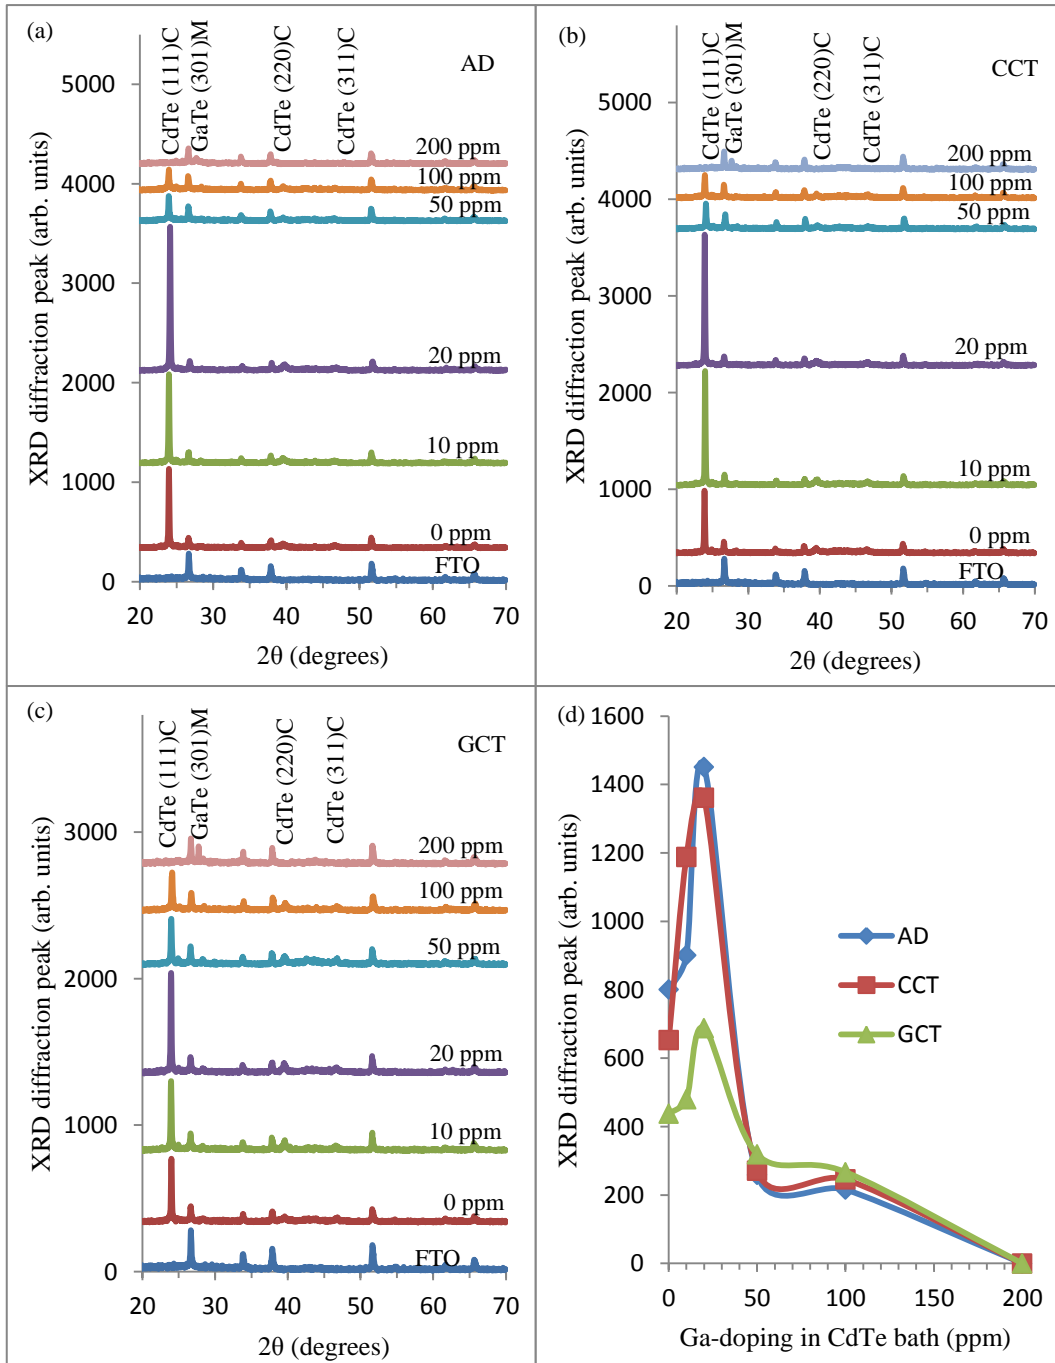 (a)
AD
CdTe (111)C
GaTe (301)M
CdTe (220)C
CdTe (311)C
XRD diffraction peak (arb. units)
5000
4000
3000
2000
1000
0
200 ppm
100 ppm
50 ppm
20 ppm
10 ppm
0 ppm
FTO
20 30 40 50 60 70
2θ (degrees)
(b)
CCT
CdTe (111)C
GaTe (301)M
CdTe (220)C
CdTe (311)C
XRD diffraction peak (arb. units)
5000
4000
3000
2000
1000
0
200 ppm
100 ppm
50 ppm
20 ppm
10 ppm
0 ppm
FTO
20 30 40 50 60 70
2θ (degrees)
(c)
GCT
CdTe (111)C
GaTe (301)M
CdTe (220)C
CdTe (311)C
XRD diffraction peak (arb. units)
3000
2000
1000
0
200 ppm
100 ppm
50 ppm
20 ppm
10 ppm
0 ppm
FTO
20 30 40 50 60 70
2θ (degrees)
(d)
XRD diffraction peak (arb. units)
1600
1400
1200
1000
800
600
400
200
0
AD
CCT
GCT
0 50 100 150 200
Ga-doping in CdTe bath (ppm)